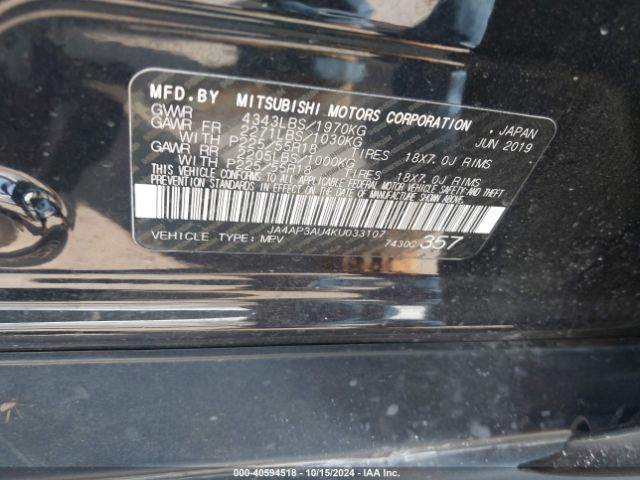 MFD.BY MITSUBISHI MOTORS CORPORATION, JAPAN
GVWR 4343LBS/1970KG JUN 2019
GAWR FR 2271LBS/1030KG
WITH P225/55R18 TIRES 18X7.0J RIMS
GAWR RR 2205LBS/1000KG
WITH P225/55R18 TIRES 18X7.0J RIMS
THIS VEHICLE CONFORMS TO ALL APPLICABLE FEDERAL MOTOR VEHICLE SAFETY AND THEFT
PREVENTION STANDARDS IN EFFECT ON THE DATE OF MANUFACTURE SHOWN ABOVE.
JA4AP3AU4KU033107
VEHICLE TYPE: MPV 7430C 357
000-40594518 - 10/15/2024 - IAA Inc.